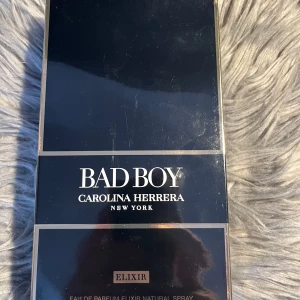 BAD BOY
CAROLINA HERRERA
NEW YORK
ELIXIR
EAU DE PARFUM ELIXIR NATURAL SPRAY